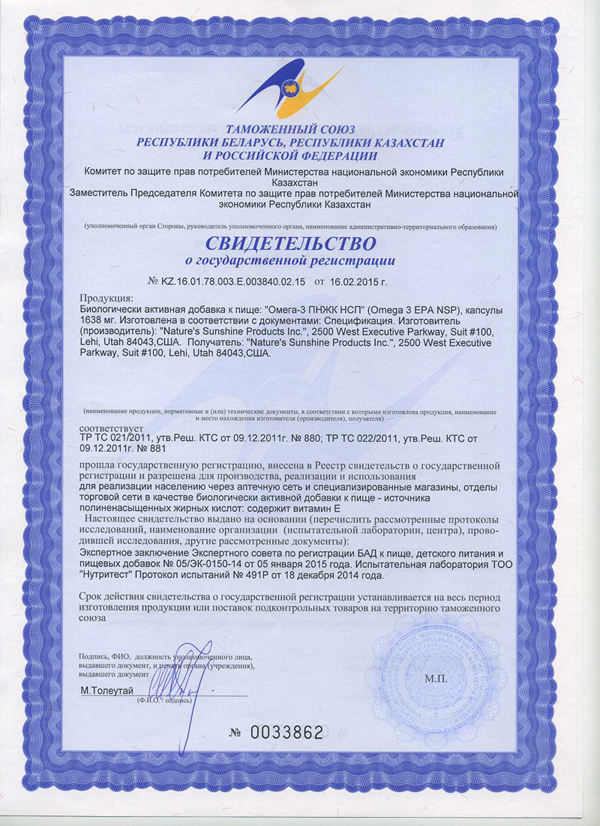 ТАМОЖЕННЫЙ СОЮЗ
РЕСПУБЛИКИ БЕЛАРУСЬ, РЕСПУБЛИКИ КАЗАХСТАН
И РОССИЙСКОЙ ФЕДЕРАЦИИ
Комитет по защите прав потребителей Министерства национальной экономики Республики
Казахстан
Заместитель Председателя Комитета по защите прав потребителей Министерства национальной
экономики Республики Казахстан
(уполномоченный орган Стороны, руководитель уполномоченного органа, наименование административно-территориального образования)
СВИДЕТЕЛЬСТВО
о государственной регистрации
№ KZ.16.01.78.003.E.003840.02.15 от 16.02.2015 г.
Продукция:
Биологически активная добавка к пище: "Омега-3 ПНЖК НСП" (Omega 3 EPA NSP), капсулы
1638 мг. Изготовлена в соответствии с документами: Спецификация. Изготовитель
(производитель): "Nature's Sunshine Products Inc.", 2500 West Executive Parkway, Suit #100,
Lehi, Utah 84043,США. Получатель: "Nature's Sunshine Products Inc.", 2500 West Executive
Parkway, Suit #100, Lehi, Utah 84043,США.
(наименование продукции, нормативные и (или) технические документы, в соответствии с которыми изготовлена продукция, наименование
и место нахождения изготовителя (производителя), получателя)
соответствует
ТР ТС 021/2011, утв.Реш. КТС от 09.12.2011г. № 880; ТР ТС 022/2011, утв.Реш. КТС от
09.12.2011г. № 881
прошла государственную регистрацию, внесена в Реестр свидетельств о государственной
регистрации и разрешена для производства, реализации и использования
для реализации населению через аптечную сеть и специализированные магазины, отделы
торговой сети в качестве биологически активной добавки к пище - источника
полиненасыщенных жирных кислот: содержит витамин Е
Настоящее свидетельство выдано на основании (перечислить рассмотренные протоколы
исследований, наименование организации (испытательной лаборатории, центра), прово-
дившей исследования, другие рассмотренные документы):
Экспертное заключение Экспертного совета по регистрации БАД к пище, детского питания и
пищевых добавок № 05/ЭК-0150-14 от 05 января 2015 года. Испытательная лаборатория ТОО
"Нутритест" Протокол испытаний № 491Р от 18 декабря 2014 года.
Срок действия свидетельства о государственной регистрации устанавливается на весь период
изготовления продукции или поставок подконтрольных товаров на территорию таможенного
союза
Подпись, ФИО, должность уполномоченного лица,
выдавшего документ, и печать органа (учреждения),
выдавшего документ
М.Толеутай
(Ф.И.О./ подпись)
М.П.
№ 0033862